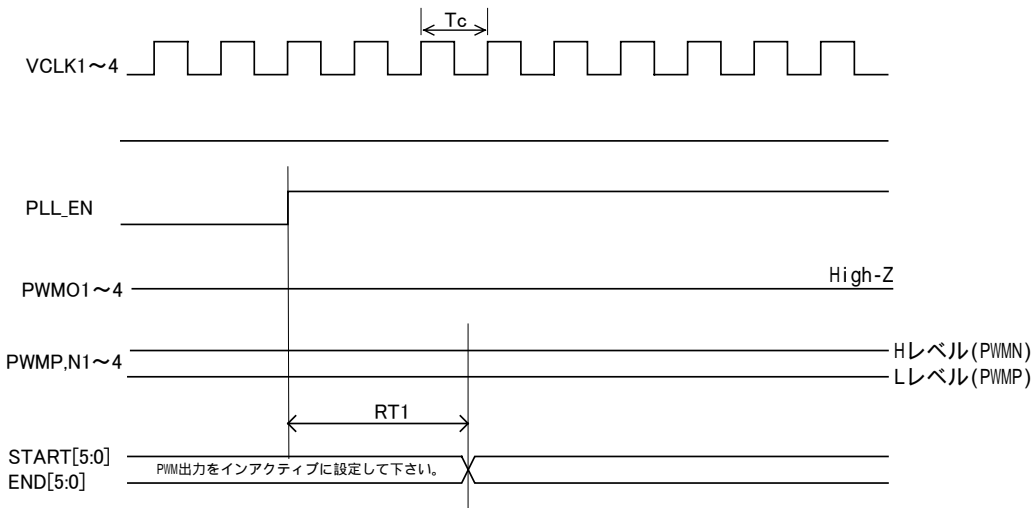 Tc
VCLK1～4
PLL_EN
High-Z
PWMO1～4
Hレベル(PWMN)
PWMP,N1～4
Lレベル(PWMP)
RT1
START[5:0]
PWM出力をインアクティブに設定して下さい。
END[5:0]